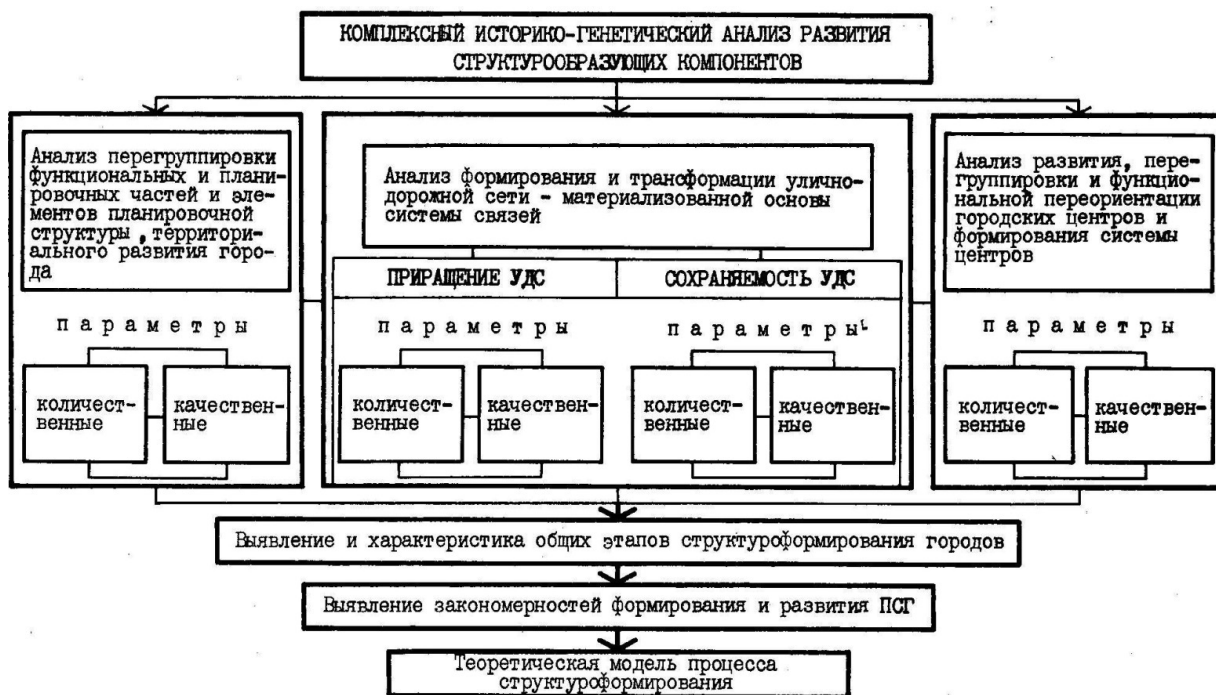 КОМПЛЕКСНЫЙ ИСТОРИКО-ГЕНЕТИЧЕСКИЙ АНАЛИЗ РАЗВИТИЯ
СТРУКТУРООБРАЗУЮЩИХ КОМПОНЕНТОВ
Анализ перегруппировки
функциональных и плани-
ровочных частей и эле-
ментов планировочной
структуры, территори-
ального развития горо-
да
параметры
количест-
венные
качествен-
ные
Анализ формирования и трансформации улично-
дорожной сети - материализованной основы
системы связей
ПРИРАЩЕНИЕ УДС
параметры
количест-
венные
качествен-
ные
СОХРАНЯЕМОСТЬ УДС
параметры
количест-
венные
качествен-
ные
Анализ развития, пере-
группировки и функцио-
нальной переориентации
городских центров и
формирования системы
центров
параметры
количест-
венные
качествен-
ные
Выявление и характеристика общих этапов структуроформирования городов
Выявление закономерностей формирования и развития ПСГ
Теоретическая модель процесса
структуроформирования